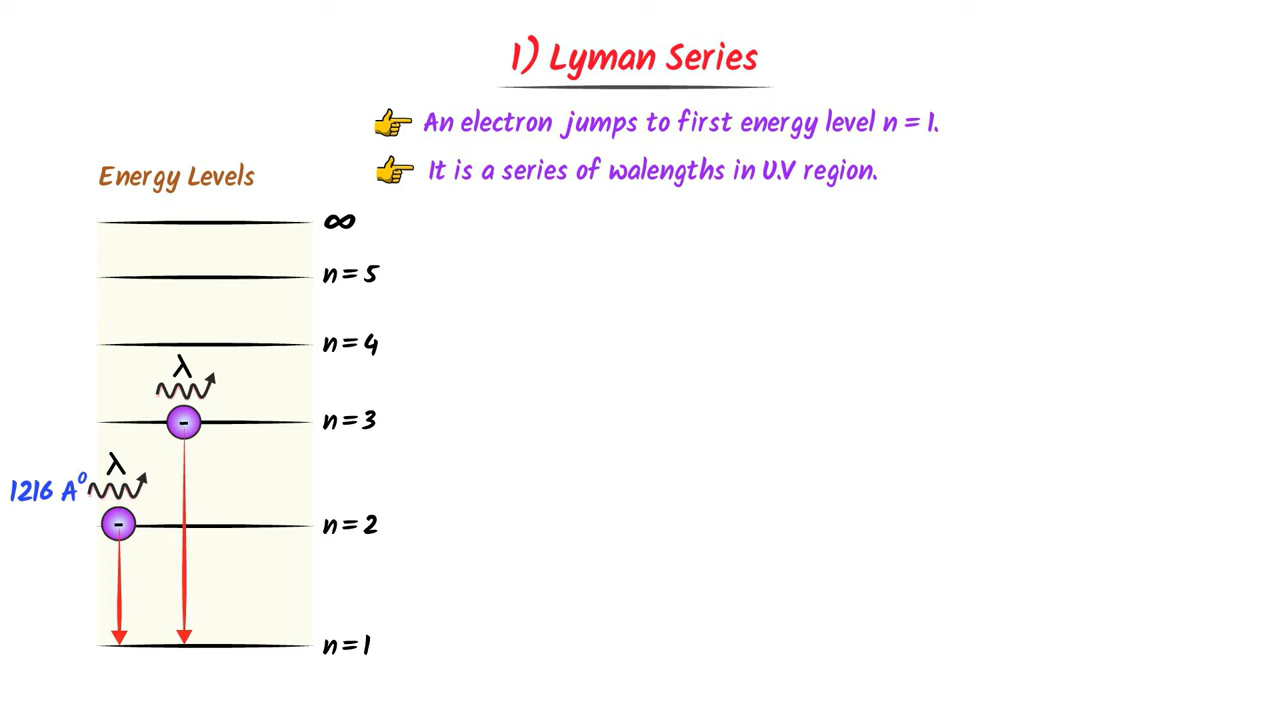 1) Lyman Series
An electron jumps to first energy level n = 1.
It is a series of walengths in U.V region.
Energy Levels
∞
n = 5
n = 4
λ
n = 3
λ
1216 A⁰
n = 2
n = 1